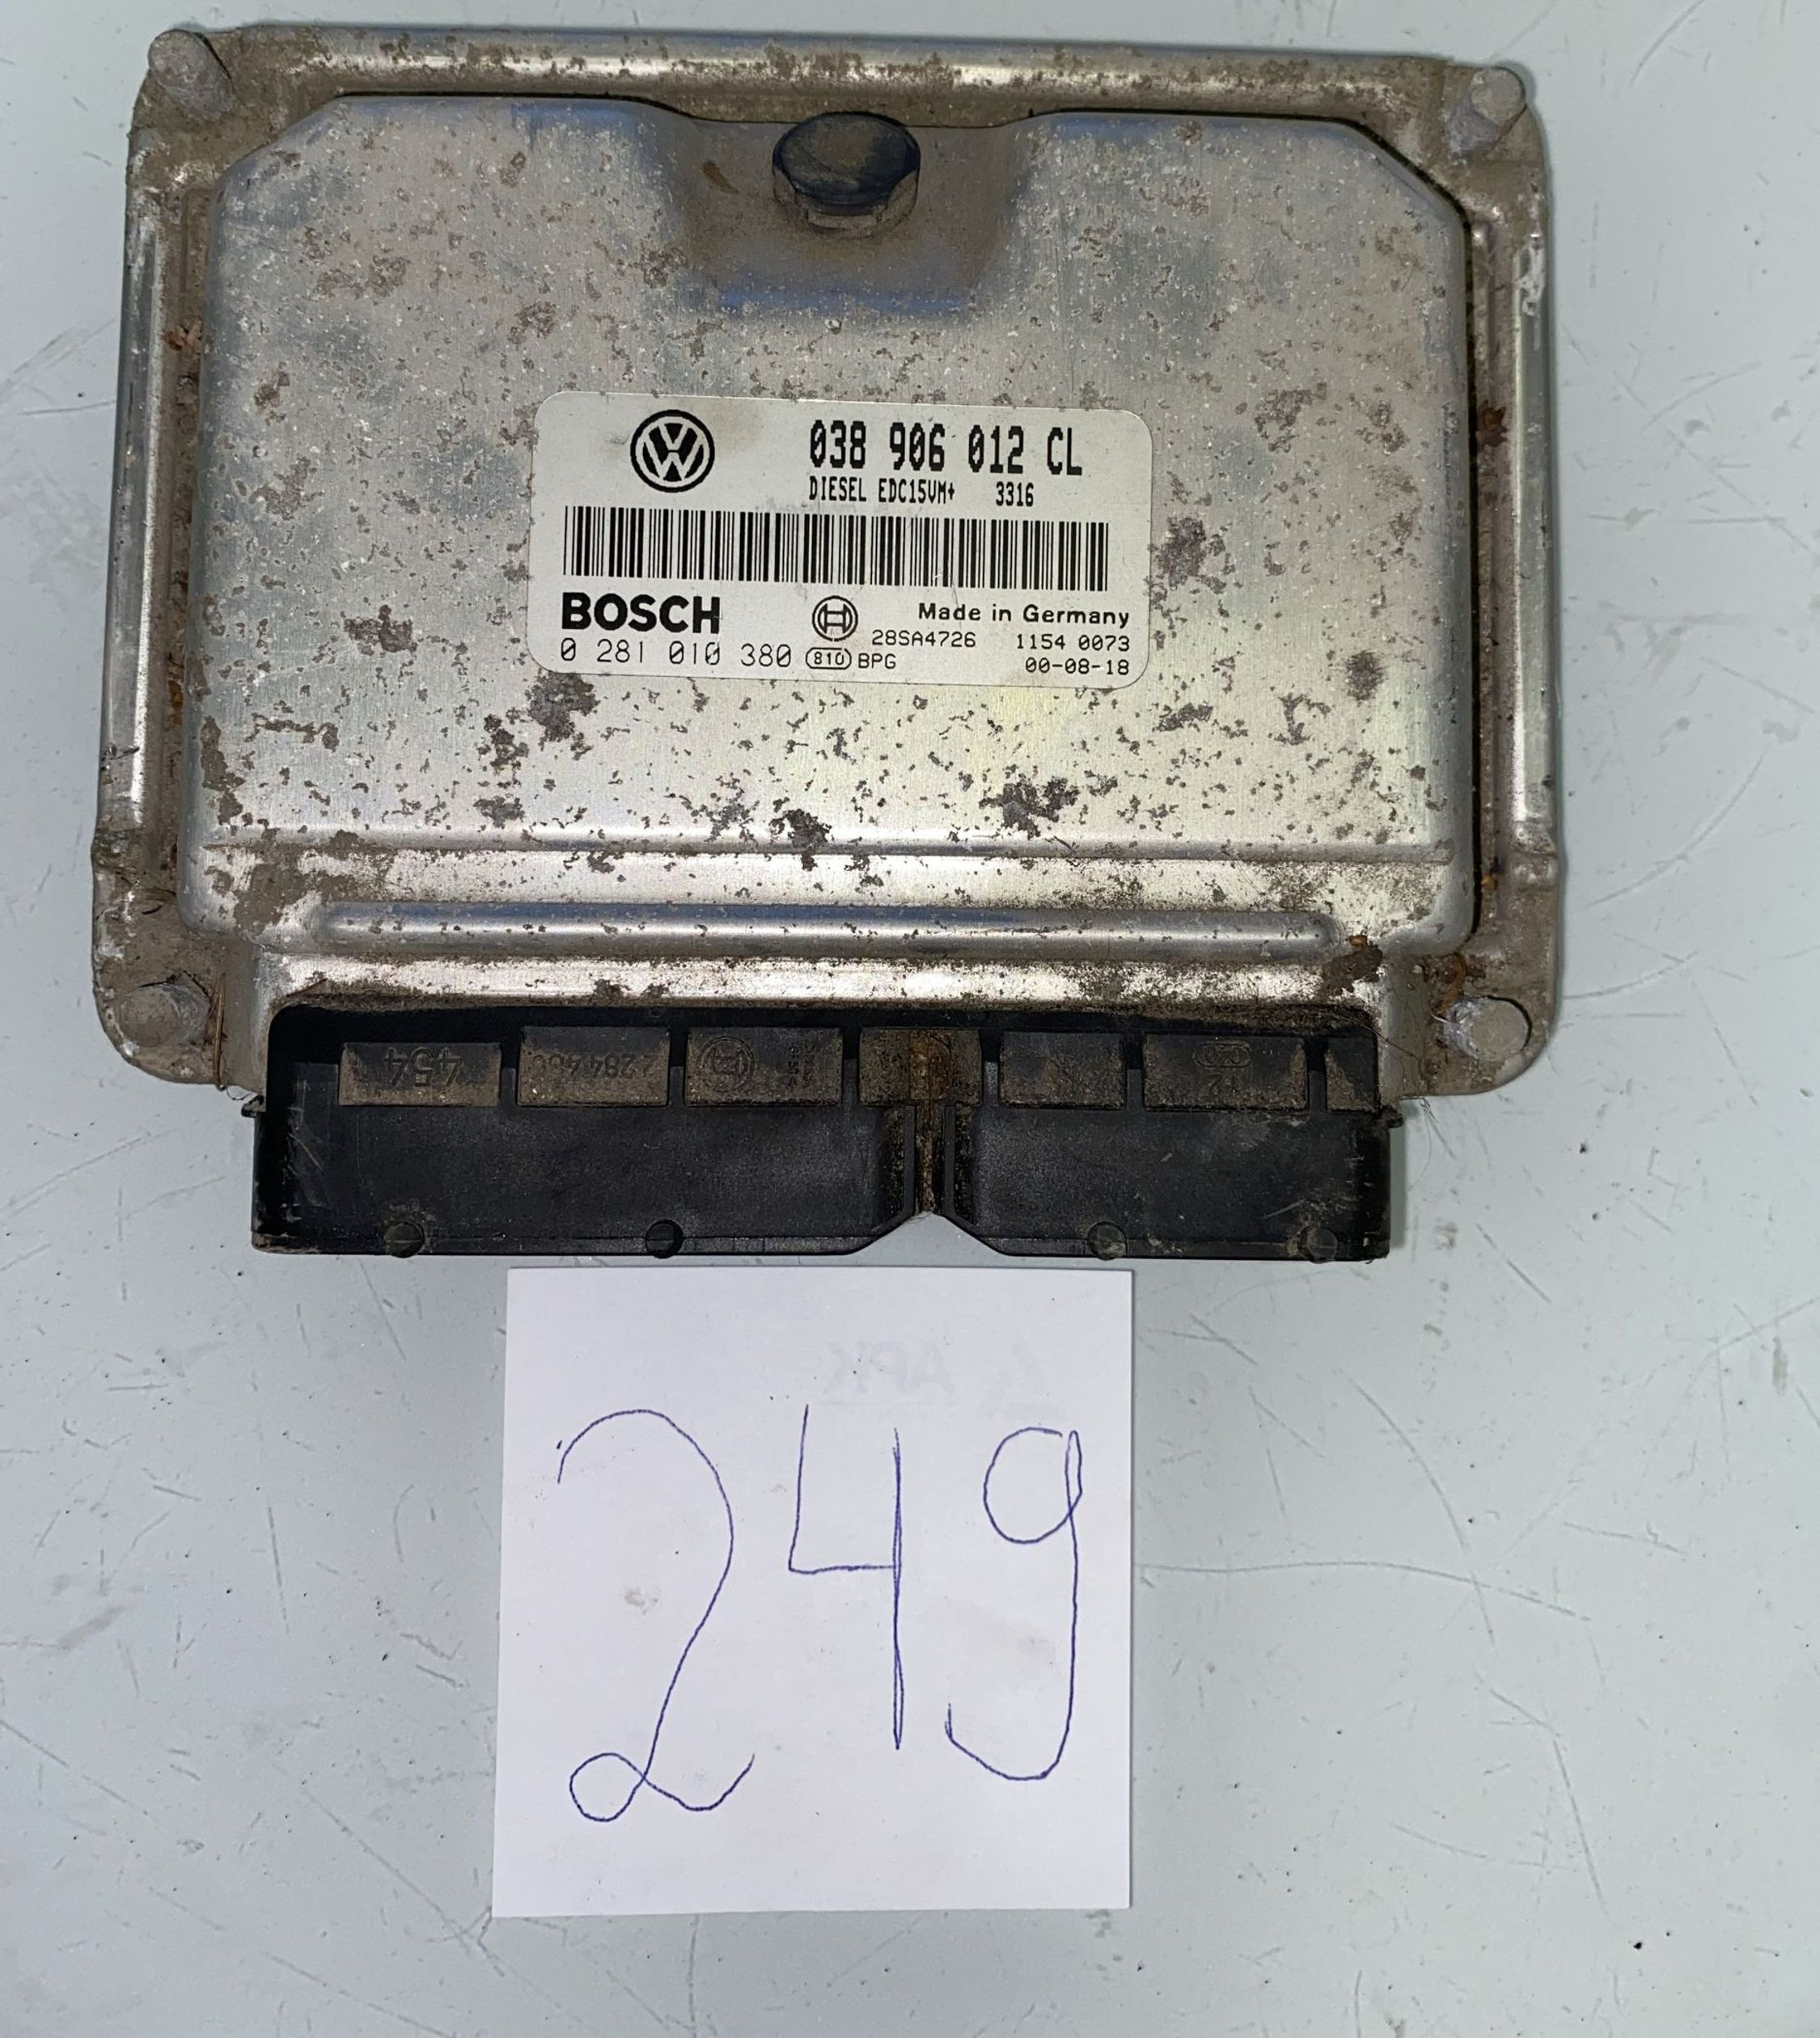 038 906 012 CL
DIESEL EDC15VM+ 3316
BOSCH
Made in Germany
28SA4726 1154 0073
0 281 010 380 810 BPG 00-08-18
454
249